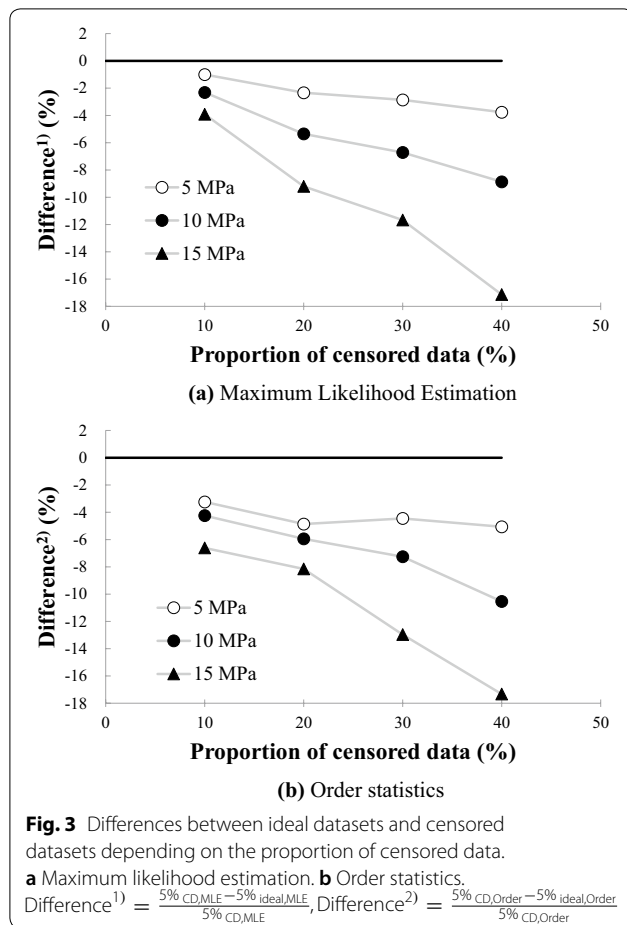 2
0
-2
-4
-6
-8
-10
-12
-14
-16
-18
Difference¹⁾ (%)
5 MPa
10 MPa
15 MPa
0 10 20 30 40 50
Proportion of censored data (%)
(a) Maximum Likelihood Estimation
2
0
-2
-4
-6
-8
-10
-12
-14
-16
-18
Difference²⁾ (%)
5 MPa
10 MPa
15 MPa
0 10 20 30 40 50
Proportion of censored data (%)
(b) Order statistics
Fig. 3 Differences between ideal datasets and censored
datasets depending on the proportion of censored data.
a Maximum likelihood estimation. b Order statistics.
Difference¹⁾ = (5% CD,MLE − 5% ideal,MLE) / 5% CD,MLE, Difference²⁾ = (5% CD,Order − 5% ideal,Order) / 5% CD,Order